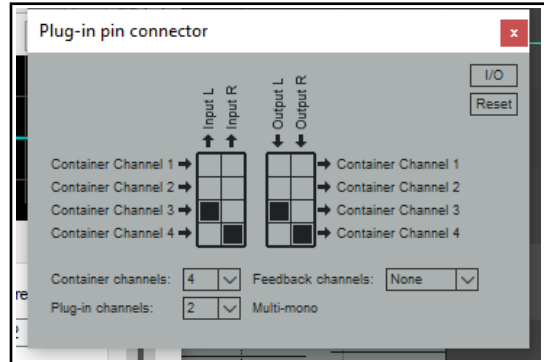 Plug-in pin connector
x
I/O
Reset
Input L
Input R
Output L
Output R
Container Channel 1
Container Channel 1
Container Channel 2
Container Channel 2
Container Channel 3
Container Channel 3
Container Channel 4
Container Channel 4
Container channels: 4 Feedback channels: None
Plug-in channels: 2 Multi-mono
re
2